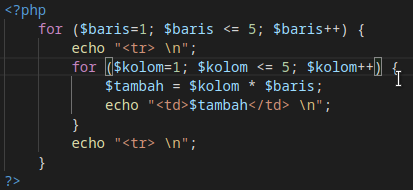 <?php
for ($baris=1; $baris <= 5; $baris++) {
echo "<tr> \n";
for ($kolom=1; $kolom <= 5; $kolom++) {
$tambah = $kolom * $baris;
echo "<td>$tambah</td> \n";
}
echo "<tr> \n";
}
?>